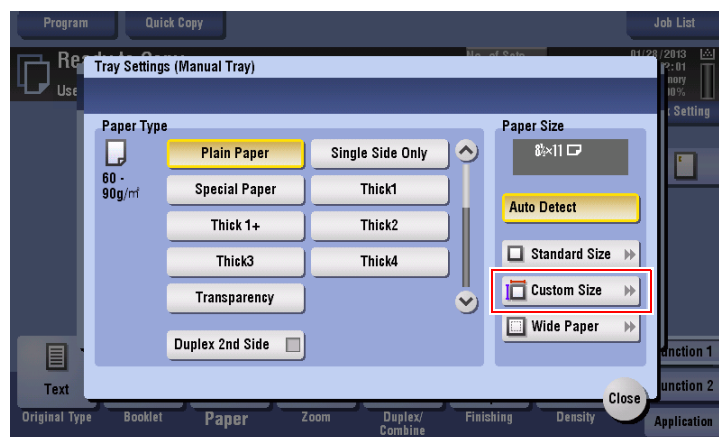 Program
Quick Copy
Job List
Tray Settings (Manual Tray)
01/28/2013
Use
Setting
Paper Type
60 -
90g/㎡
Plain Paper
Single Side Only
Special Paper
Thick1
Thick 1+
Thick2
Thick3
Thick4
Transparency
Duplex 2nd Side
Paper Size
8½×11
Auto Detect
Standard Size
Custom Size
Wide Paper
Close
Text
unction 1
unction 2
Original Type
Booklet
Paper
Zoom
Duplex/
Combine
Finishing
Density
Application